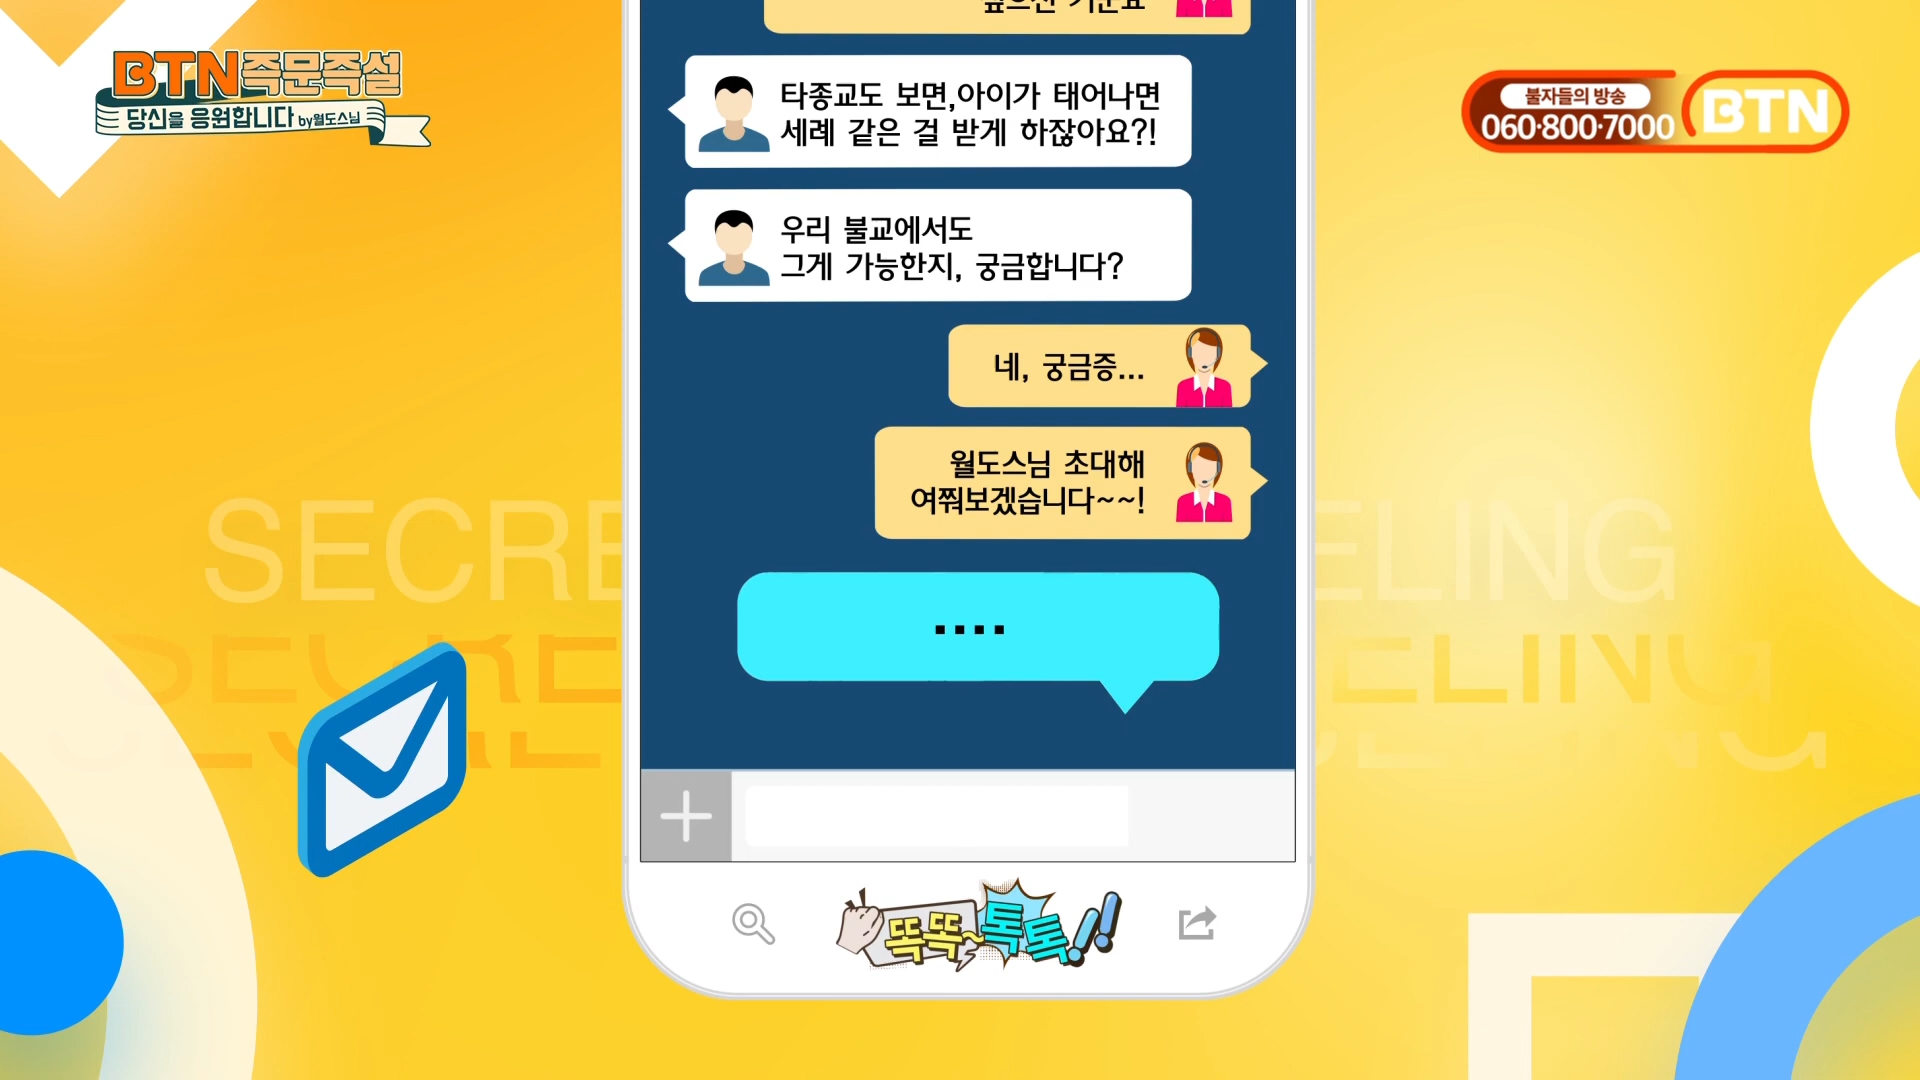 BTN즉문즉설
당신을 응원합니다 by월도스님
불자들의 방송
060·800·7000
BTN
타종교도 보면,아이가 태어나면
세례 같은 걸 받게 하잖아요?!
우리 불교에서도
그게 가능한지, 궁금합니다?
네, 궁금증...
월도스님 초대해
여쭤보겠습니다~~!
....
똑똑~톡톡!!